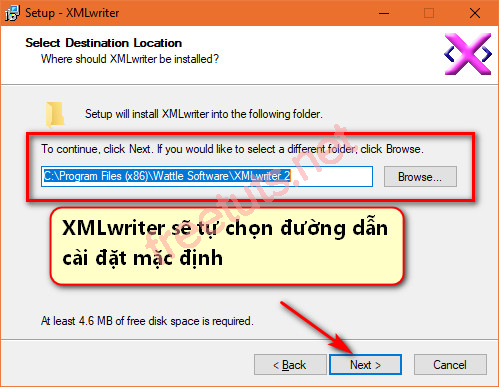 Setup - XMLwriter
Select Destination Location
Where should XMLwriter be installed?
Setup will install XMLwriter into the following folder.
To continue, click Next. If you would like to select a different folder, click Browse.
C:\Program Files (x86)\Wattle Software\XMLwriter 2
Browse...
freetuts.net
XMLwriter sẽ tự chọn đường dẫn
cài đặt mặc định
At least 4.6 MB of free disk space is required.
< Back Next > Cancel